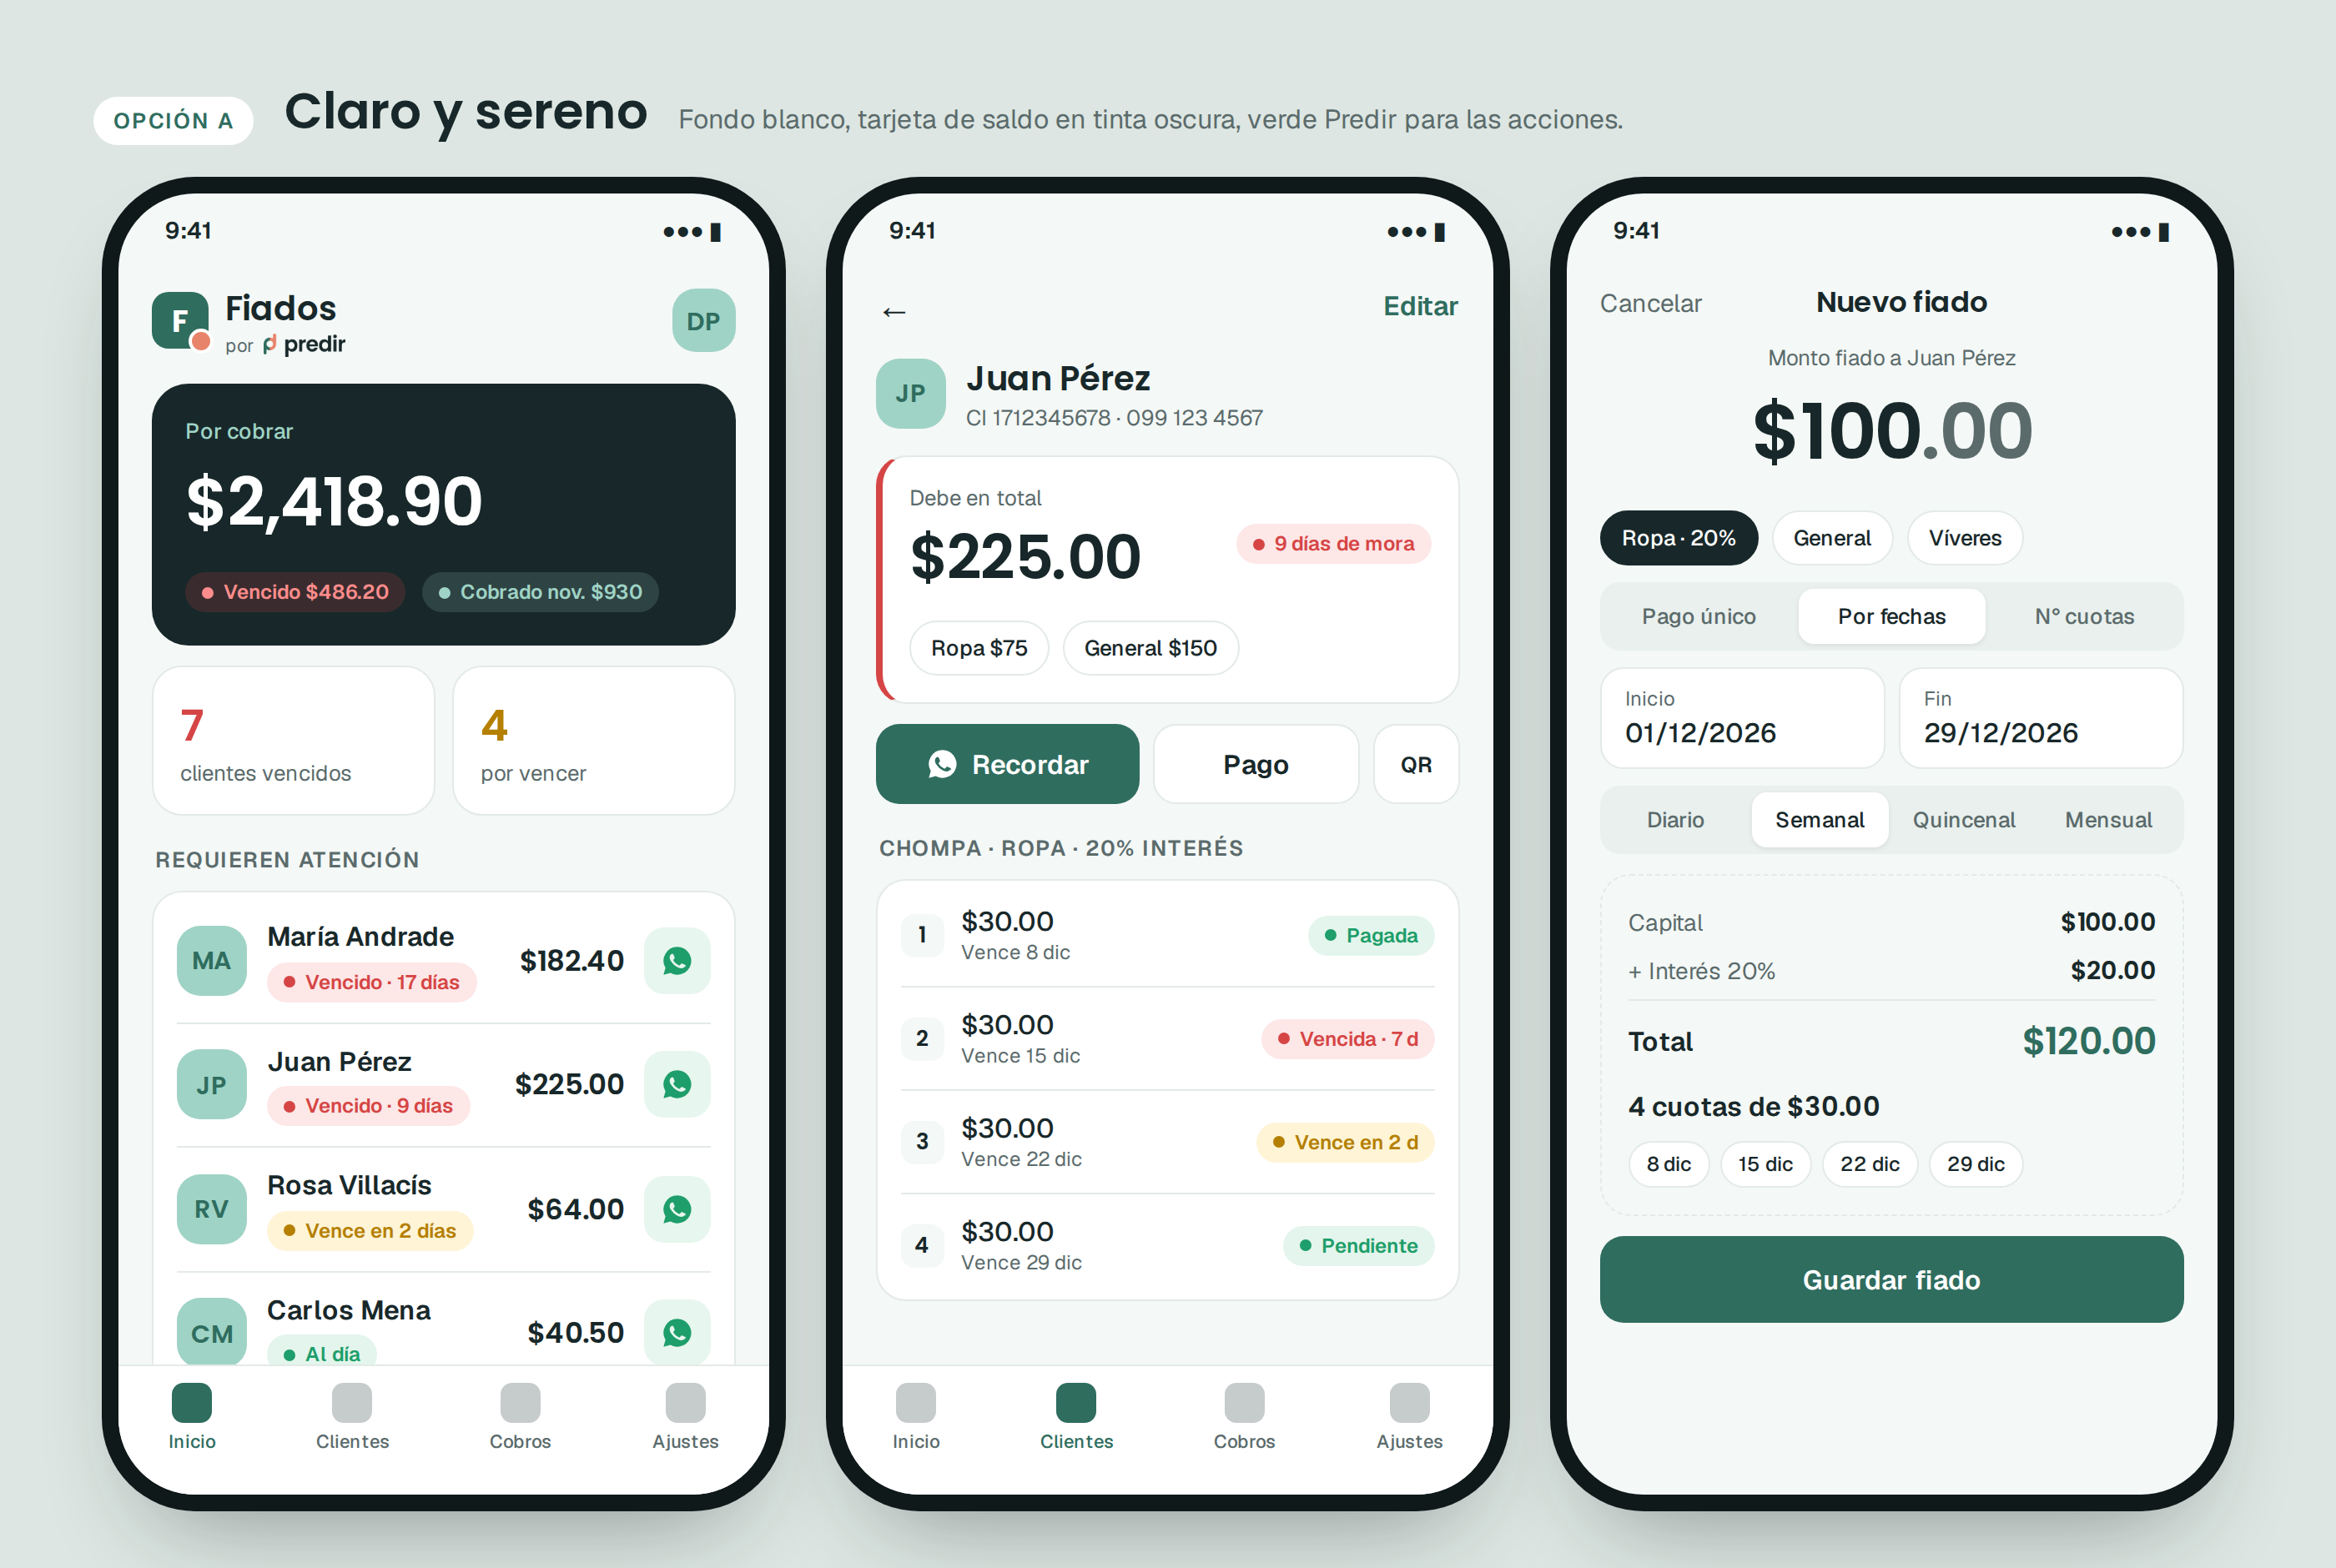 OPCIÓN A Claro y sereno Fondo blanco, tarjeta de saldo en tinta oscura, verde Predir para las acciones.
9:41
F Fiados
por predir
DP
Por cobrar
$2,418.90
Vencido $486.20 Cobrado nov. $930
7
clientes vencidos
4
por vencer
REQUIEREN ATENCIÓN
MA María Andrade
Vencido · 17 días
$182.40
JP Juan Pérez
Vencido · 9 días
$225.00
RV Rosa Villacís
Vence en 2 días
$64.00
CM Carlos Mena
Al día
$40.50
Inicio Clientes Cobros Ajustes
9:41
← Editar
JP Juan Pérez
CI 1712345678 · 099 123 4567
Debe en total
$225.00 9 días de mora
Ropa $75 General $150
Recordar Pago QR
CHOMPA · ROPA · 20% INTERÉS
1 $30.00
Vence 8 dic
Pagada
2 $30.00
Vence 15 dic
Vencida · 7 d
3 $30.00
Vence 22 dic
Vence en 2 d
4 $30.00
Vence 29 dic
Pendiente
Inicio Clientes Cobros Ajustes
9:41
Cancelar Nuevo fiado
Monto fiado a Juan Pérez
$100.00
Ropa · 20% General Víveres
Pago único Por fechas N° cuotas
Inicio
01/12/2026
Fin
29/12/2026
Diario Semanal Quincenal Mensual
Capital $100.00
+ Interés 20% $20.00
Total $120.00
4 cuotas de $30.00
8 dic 15 dic 22 dic 29 dic
Guardar fiado